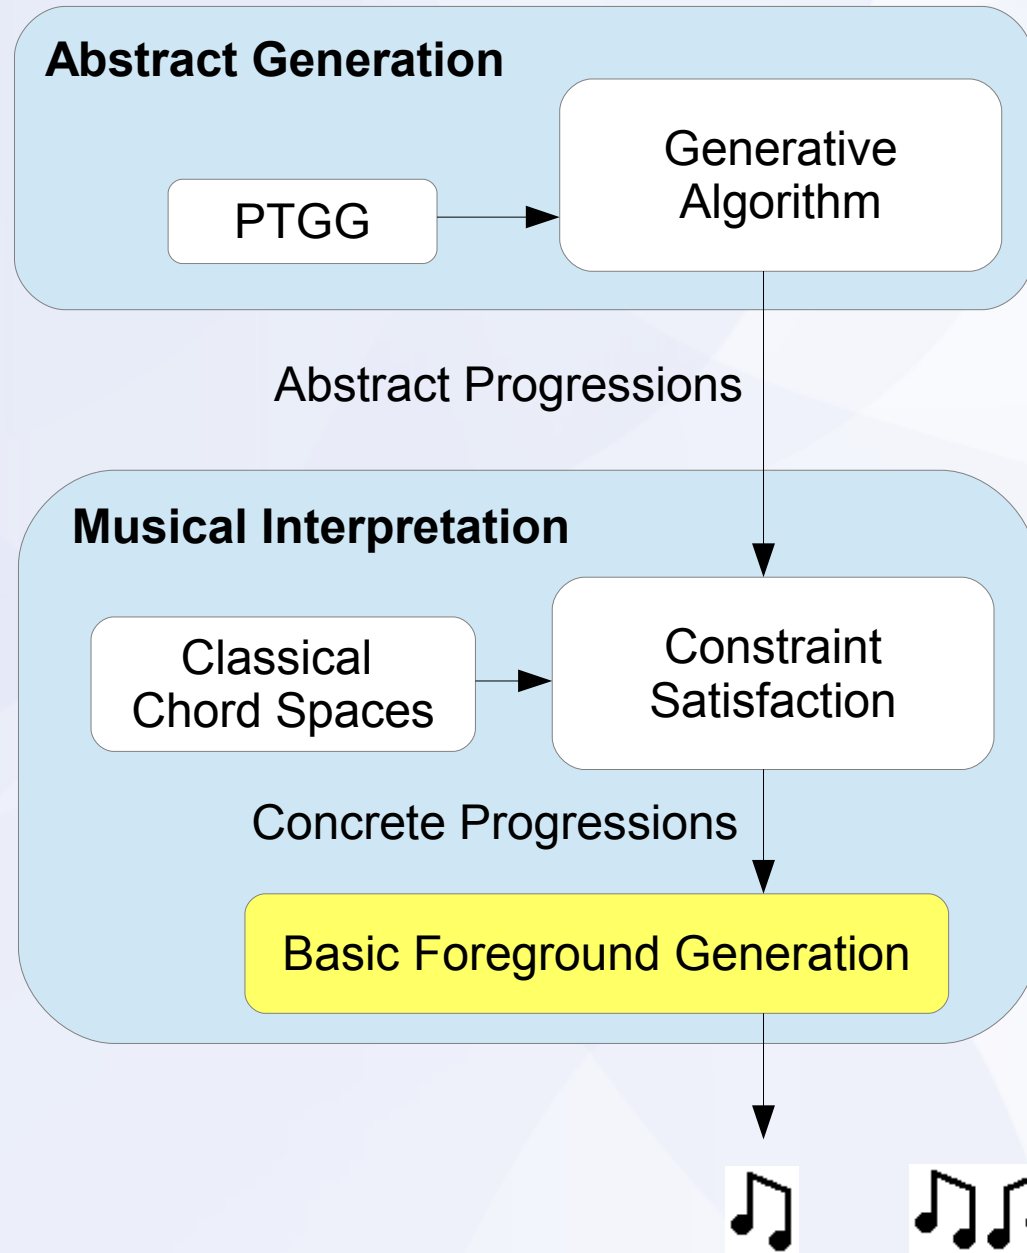 Abstract Generation
Generative
Algorithm
PTGG
Abstract Progressions
Musical Interpretation
Classical
Chord Spaces
Constraint
Satisfaction
Concrete Progressions
Basic Foreground Generation